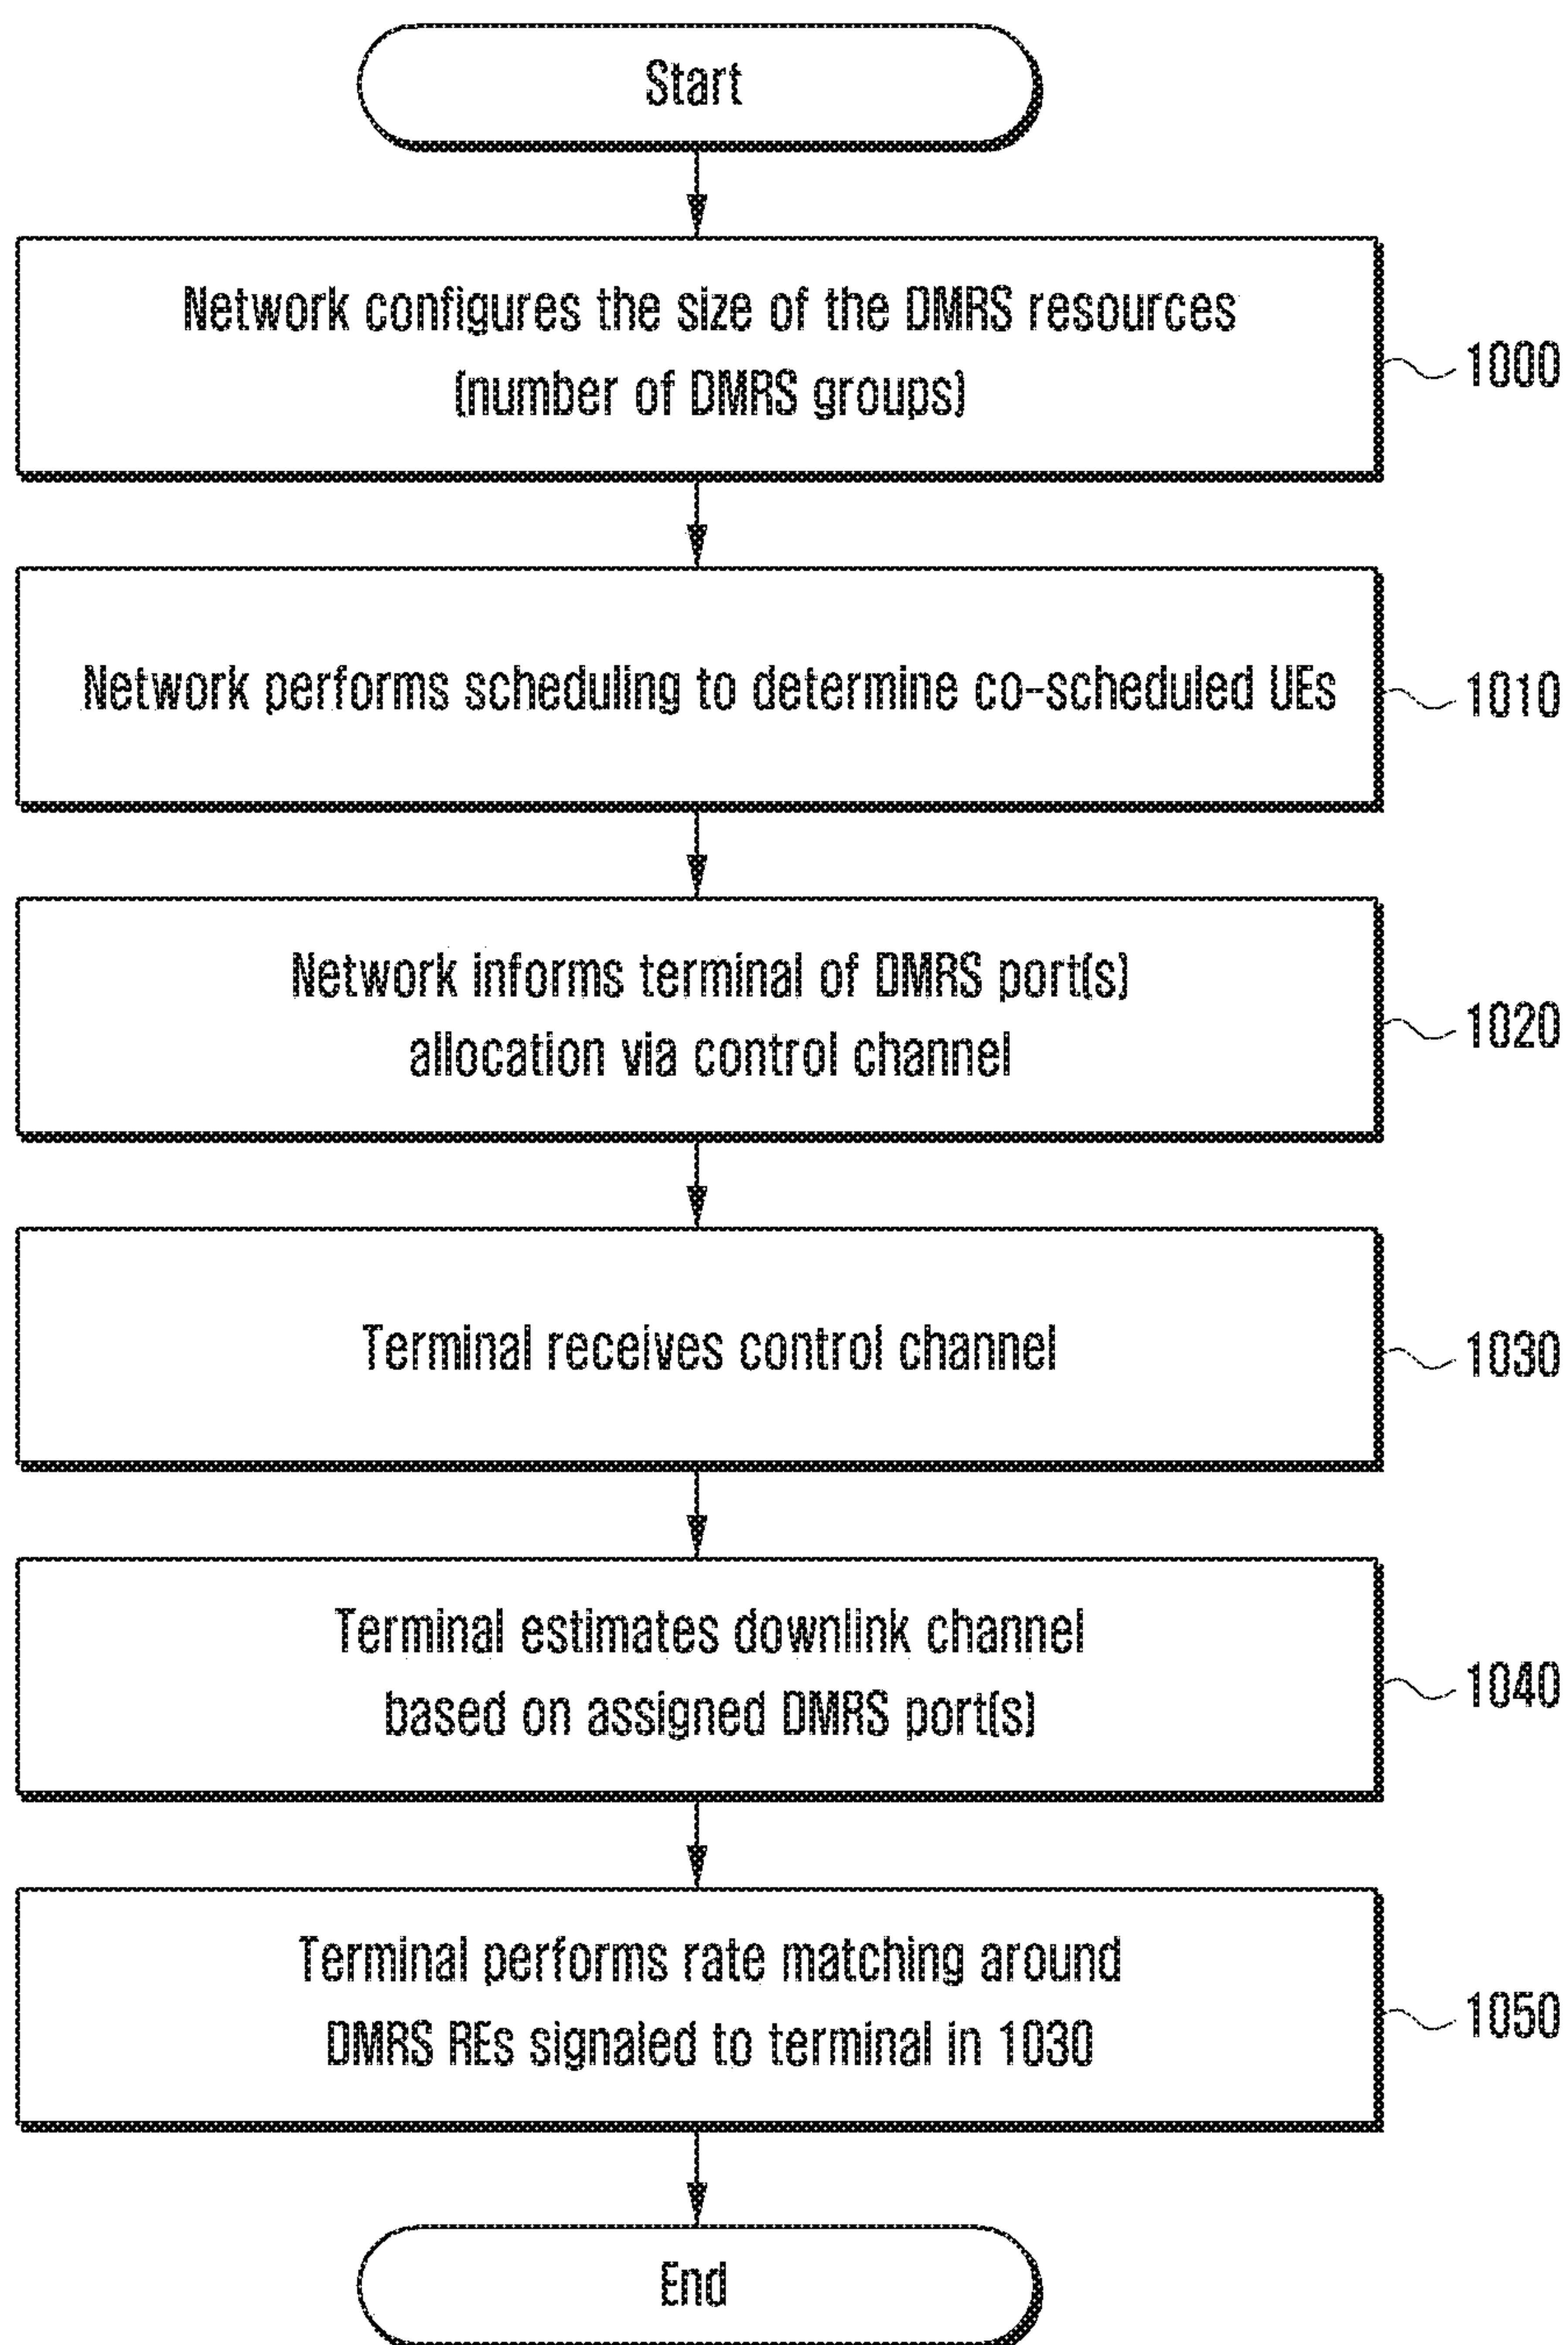 Start
Network configures the size of the DMRS resources
(number of DMRS groups)
1000
Network performs scheduling to determine co-scheduled UEs
1010
Network informs terminal of DMRS port(s)
allocation via control channel
1020
Terminal receives control channel
1030
Terminal estimates downlink channel
based on assigned DMRS port(s)
1040
Terminal performs rate matching around
DMRS REs signaled to terminal in 1030
1050
End